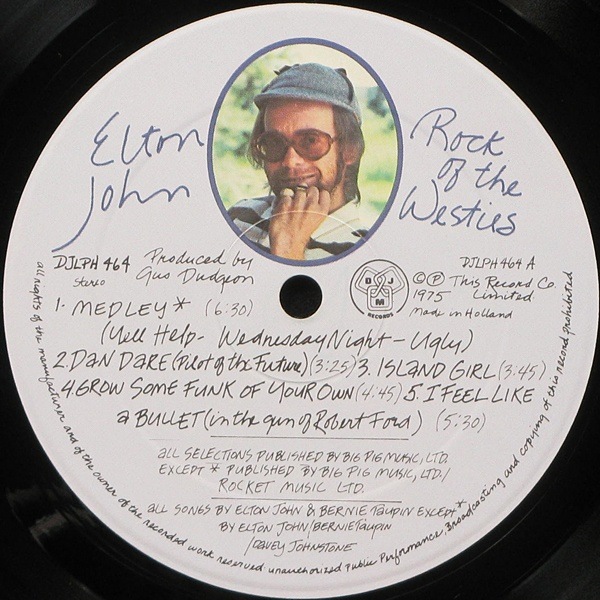 Elton
John
Rock
of the
Westies
DJLPH 464
Stereo
Produced by
Gus Dudgeon
D J
M
RECORDS
DJLPH 464 A
© ℗ This Record Co.
1975 Limited
Made in Holland
1. MEDLEY* (6:30)
(Yell Help - Wednesday Night - Ugly)
2. DAN DARE (Pilot of the Future) (3:25) 3. ISLAND GIRL (3:45)
4. GROW SOME FUNK OF YOUR OWN (4:45) 5. I FEEL LIKE
a BULLET (in the gun of Robert Ford) (5:30)
ALL SELECTIONS PUBLISHED BY BIG PIG MUSIC, LTD.
EXCEPT * PUBLISHED BY BIG PIG MUSIC, LTD./
ROCKET MUSIC LTD.
ALL SONGS BY ELTON JOHN & BERNIE TAUPIN EXCEPT*
BY ELTON JOHN/BERNIE TAUPIN
/DAVEY JOHNSTONE
all rights of the manufacturer and of the owner of the recorded work reserved unauthorized public Performance, Broadcasting and copying of this record prohibited